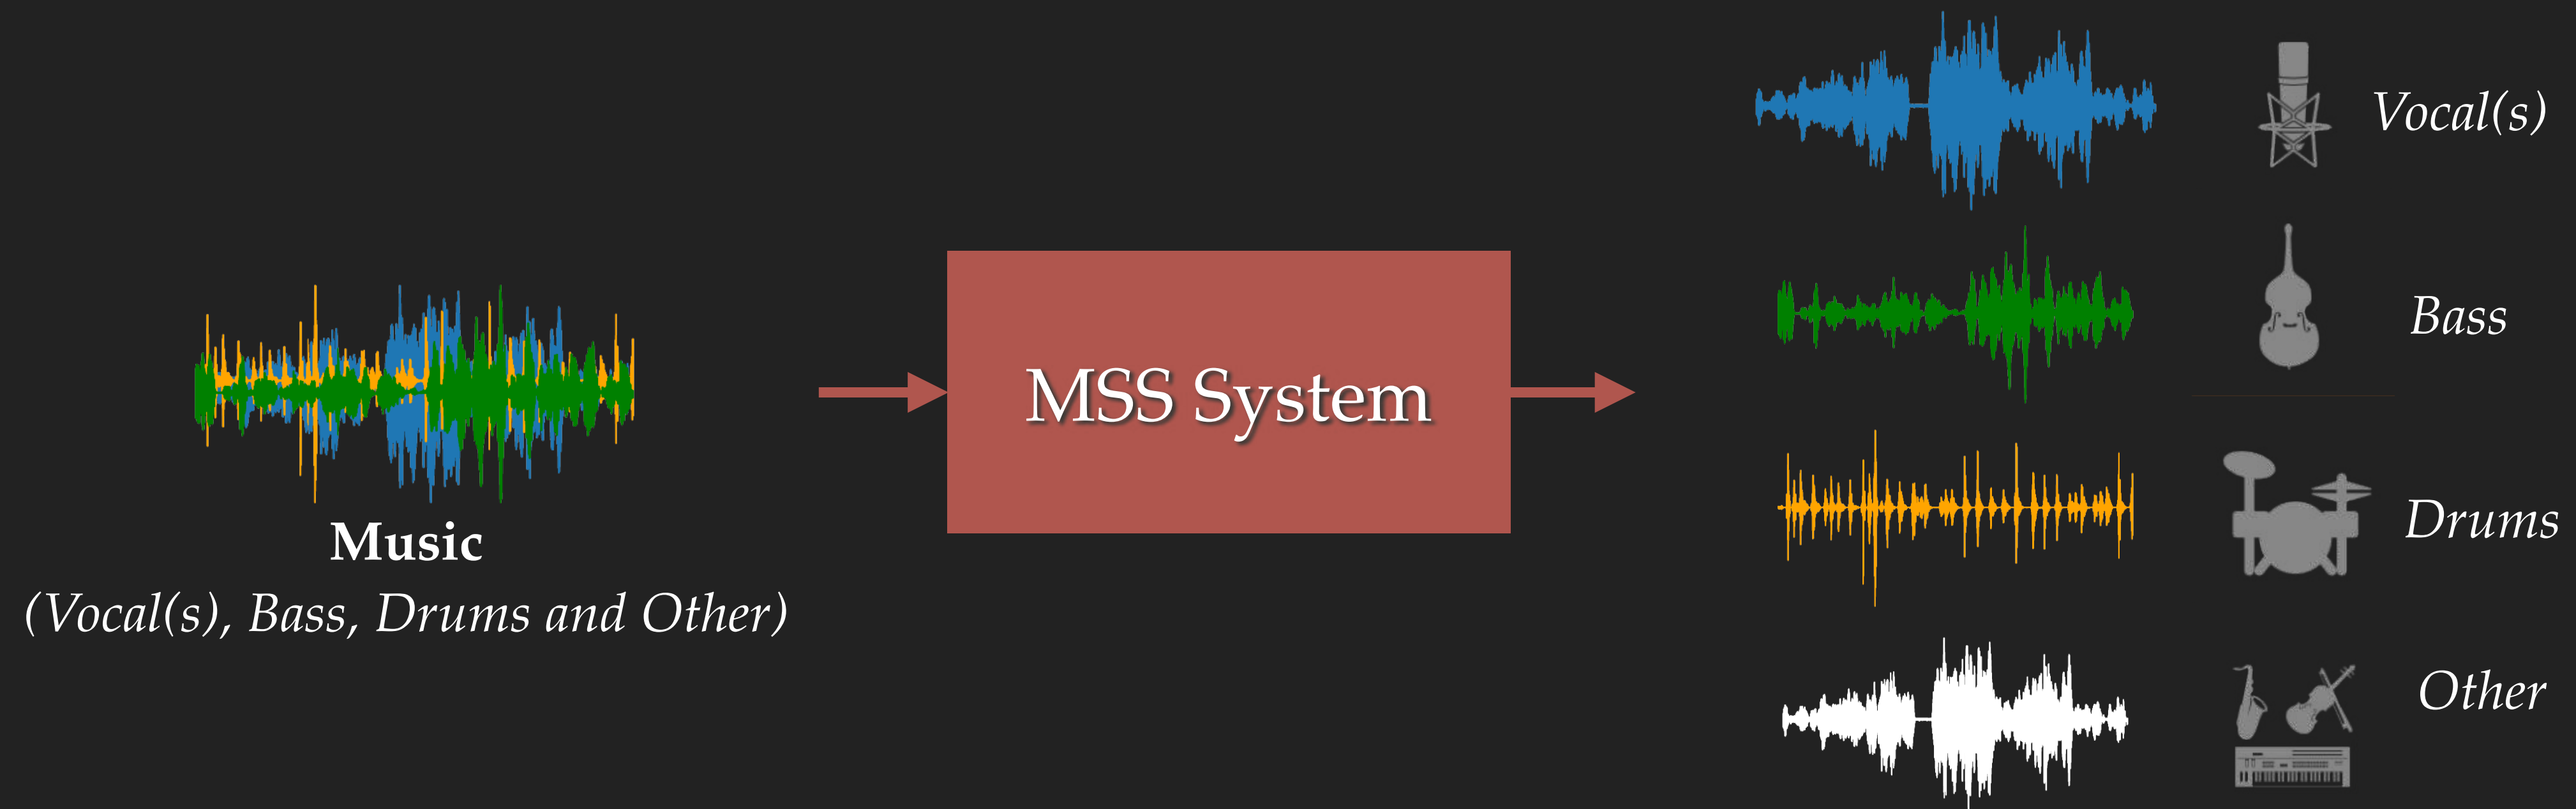 Music
(Vocal(s), Bass, Drums and Other)
MSS System
Vocal(s)
Bass
Drums
Other